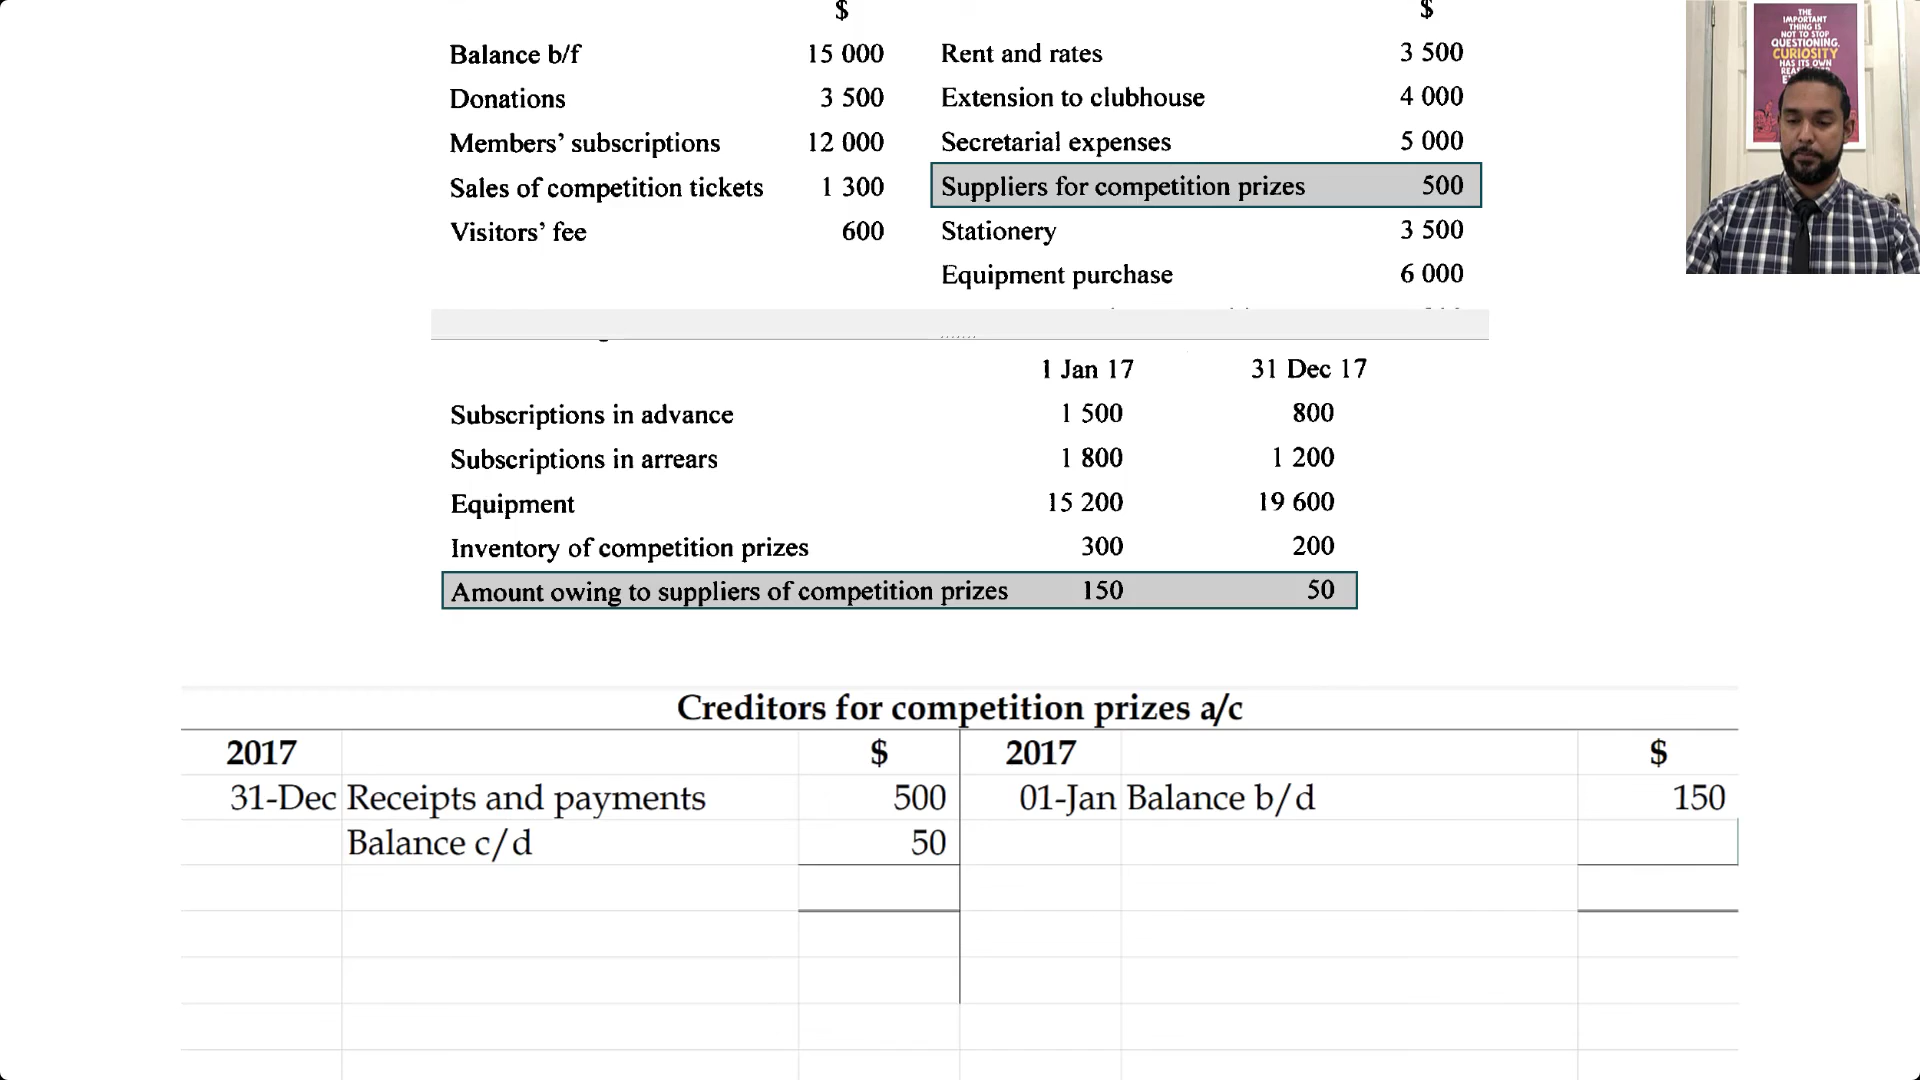 $ $
Balance b/f 15 000 Rent and rates 3 500
Donations 3 500 Extension to clubhouse 4 000
Members' subscriptions 12 000 Secretarial expenses 5 000
Sales of competition tickets 1 300 Suppliers for competition prizes 500
Visitors' fee 600 Stationery 3 500
Equipment purchase 6 000
1 Jan 17 31 Dec 17
Subscriptions in advance 1 500 800
Subscriptions in arrears 1 800 1 200
Equipment 15 200 19 600
Inventory of competition prizes 300 200
Amount owing to suppliers of competition prizes 150 50
Creditors for competition prizes a/c
2017 $ 2017 $
31-Dec Receipts and payments 500 01-Jan Balance b/d 150
Balance c/d 50
THE
IMPORTANT
THING IS
NOT TO STOP
QUESTIONING.
CURIOSITY
HAS ITS OWN